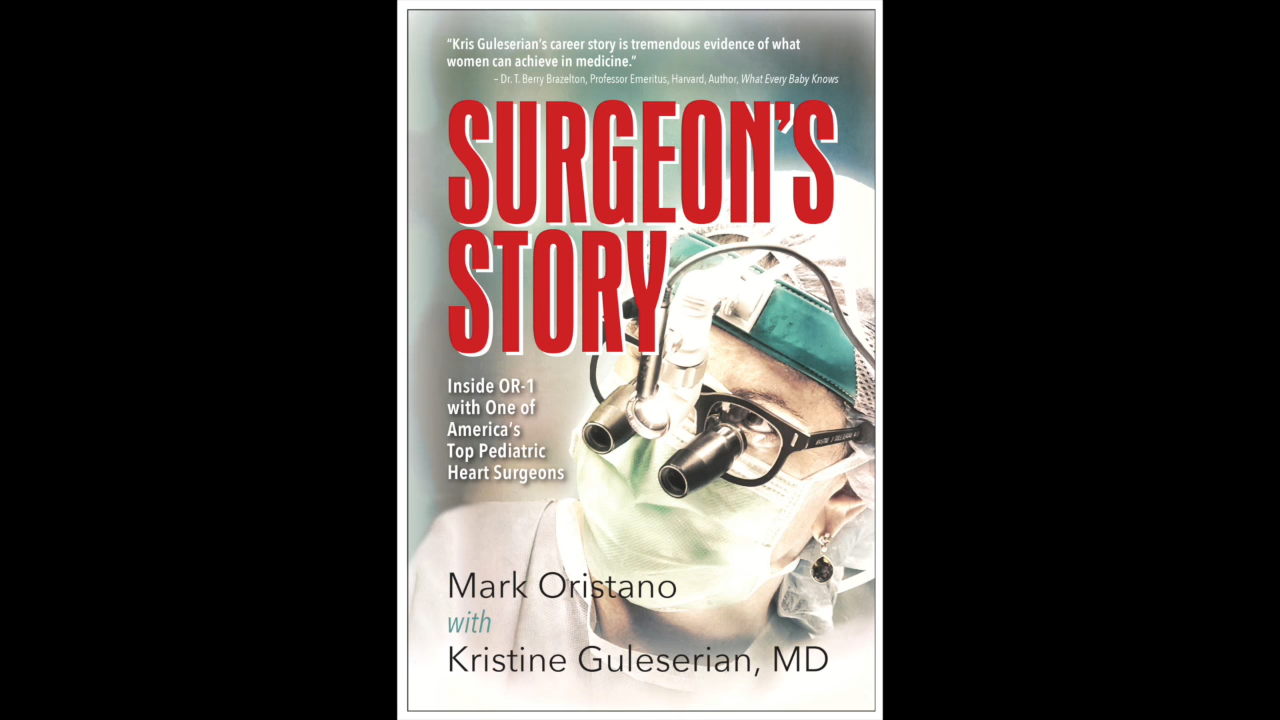 “Kris Guleserian’s career story is tremendous evidence of what
women can achieve in medicine.”
– Dr. T. Berry Brazelton, Professor Emeritus, Harvard, Author, What Every Baby Knows
SURGEON’S
STORY
Inside OR-1
with One of
America’s
Top Pediatric
Heart Surgeons
Mark Oristano
with
Kristine Guleserian, MD